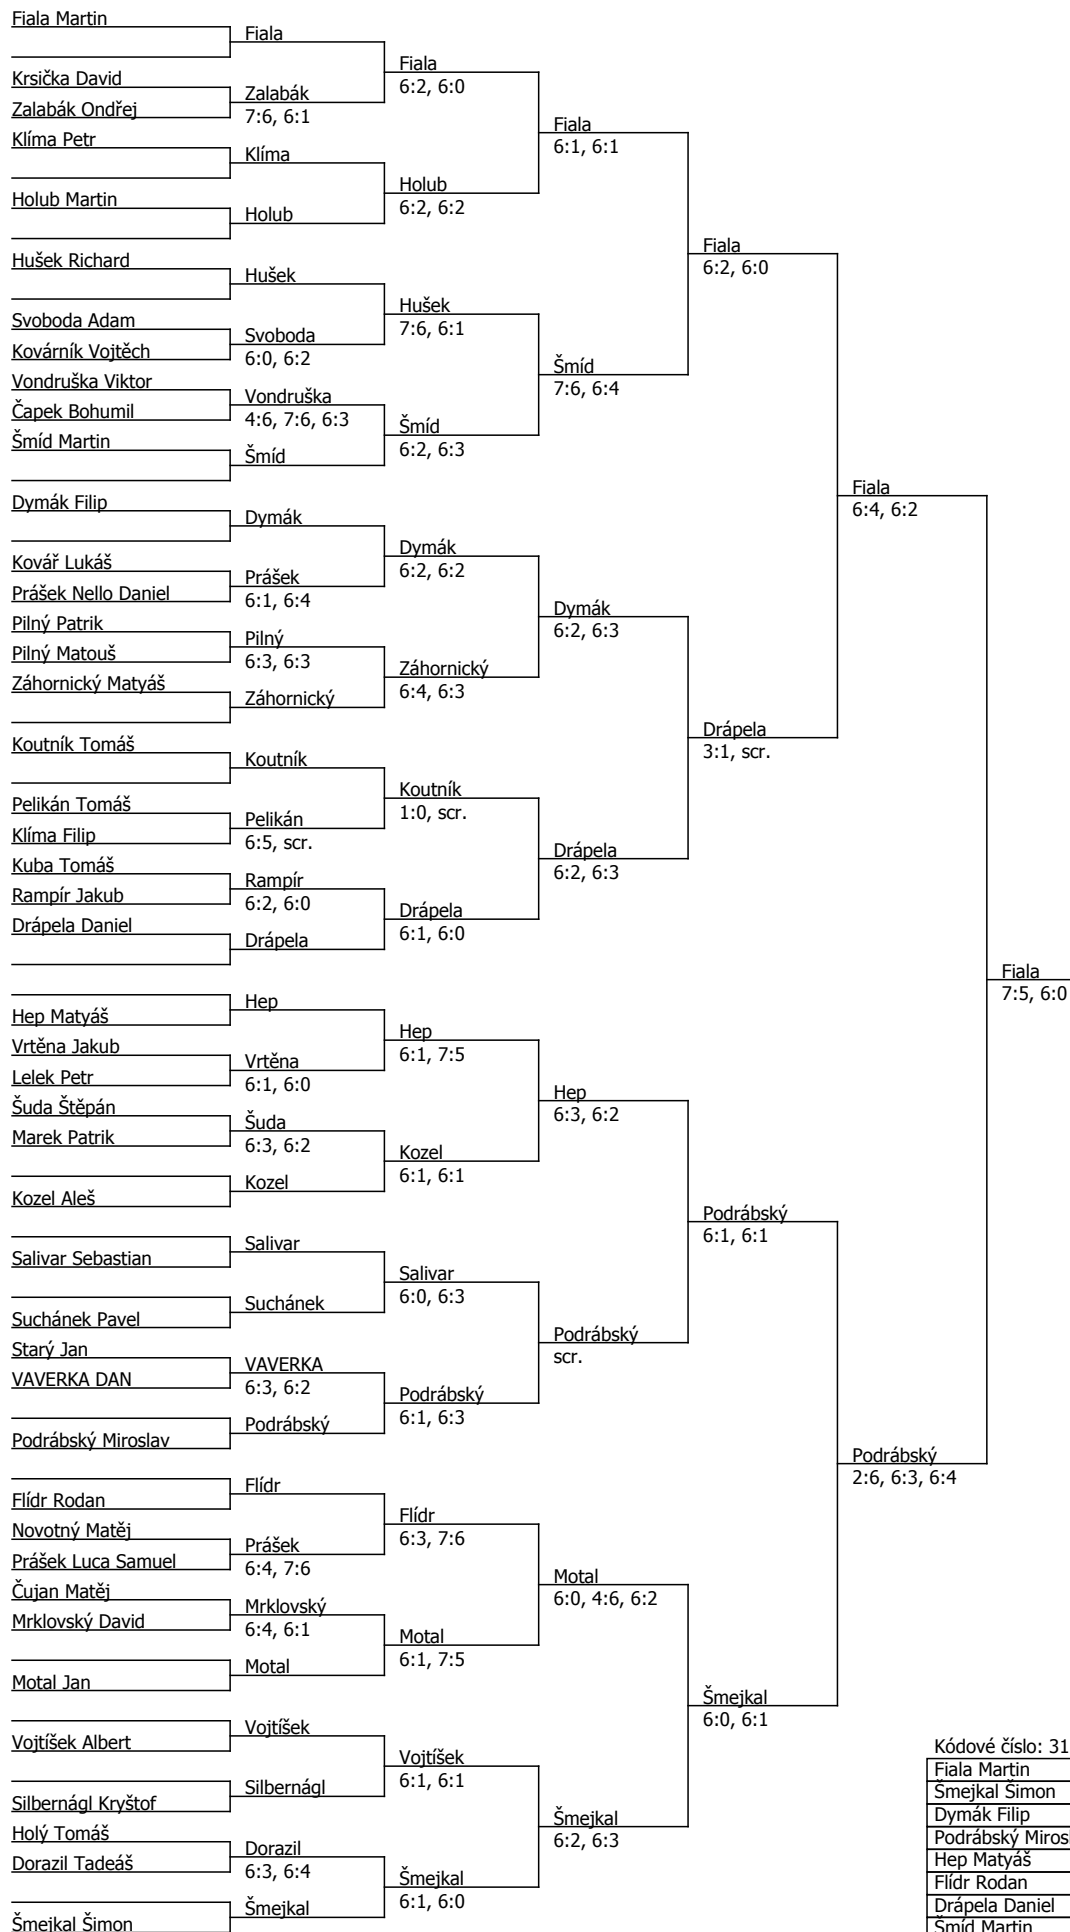 Fiala Martin
Fiala
Fiala
Krsička David
6:2, 6:0
Zalabák
Zalabák Ondřej
7:6, 6:1
Fiala
Klíma Petr
6:1, 6:1
Klíma
Holub
Holub Martin
6:2, 6:2
Holub
Fiala
Hušek Richard
6:2, 6:0
Hušek
Hušek
Svoboda Adam
7:6, 6:1
Svoboda
Kovárník Vojtěch
6:0, 6:2
Šmíd
Vondruška Viktor
7:6, 6:4
Vondruška
Čapek Bohumil
4:6, 7:6, 6:3
Šmíd
Šmíd Martin
6:2, 6:3
Šmíd
Fiala
Dymák Filip
6:4, 6:2
Dymák
Dymák
Kovář Lukáš
6:2, 6:2
Prášek
Prášek Nello Daniel
6:1, 6:4
Dymák
Pilný Patrik
6:2, 6:3
Pilný
Pilný Matouš
6:3, 6:3
Záhornický
Záhornický Matyáš
6:4, 6:3
Záhornický
Drápela
Koutník Tomáš
3:1, scr.
Koutník
Koutník
Pelikán Tomáš
1:0, scr.
Pelikán
Klíma Filip
6:5, scr.
Drápela
Kuba Tomáš
6:2, 6:3
Rampír
Rampír Jakub
6:2, 6:0
Drápela
Drápela Daniel
6:1, 6:0
Drápela
Fiala
7:5, 6:0
Hep
Hep Matyáš
Hep
Vrtěna Jakub
6:1, 7:5
Vrtěna
Lelek Petr
6:1, 6:0
Hep
Šuda Štěpán
6:3, 6:2
Šuda
Marek Patrik
6:3, 6:2
Kozel
6:1, 6:1
Kozel
Kozel Aleš
Podrábský
6:1, 6:1
Salivar
Salivar Sebastian
Salivar
6:0, 6:3
Suchánek
Suchánek Pavel
Podrábský
Starý Jan
scr.
VAVERKA
VAVERKA DAN
6:3, 6:2
Podrábský
6:1, 6:3
Podrábský
Podrábský Miroslav
Podrábský
2:6, 6:3, 6:4
Flídr
Flídr Rodan
Flídr
Novotný Matěj
6:3, 7:6
Prášek
Prášek Luca Samuel
6:4, 7:6
Motal
Čujan Matěj
6:0, 4:6, 6:2
Mrklovský
Mrklovský David
6:4, 6:1
Motal
6:1, 7:5
Motal
Motal Jan
Šmejkal
6:0, 6:1
Vojtíšek
Vojtíšek Albert
Vojtíšek
6:1, 6:1
Silbernágl
Silbernágl Kryštof
Šmejkal
Holý Tomáš
6:2, 6:3
Dorazil
Dorazil Tadeáš
6:3, 6:4
Šmejkal
6:1, 6:0
Šmejkal
Šmejkal Šimon
Kódové číslo: 31
Fiala Martin
Šmejkal Šimon
Dymák Filip
Podrábský Miros
Hep Matyáš
Flídr Rodan
Drápela Daniel
Šmíd Martin